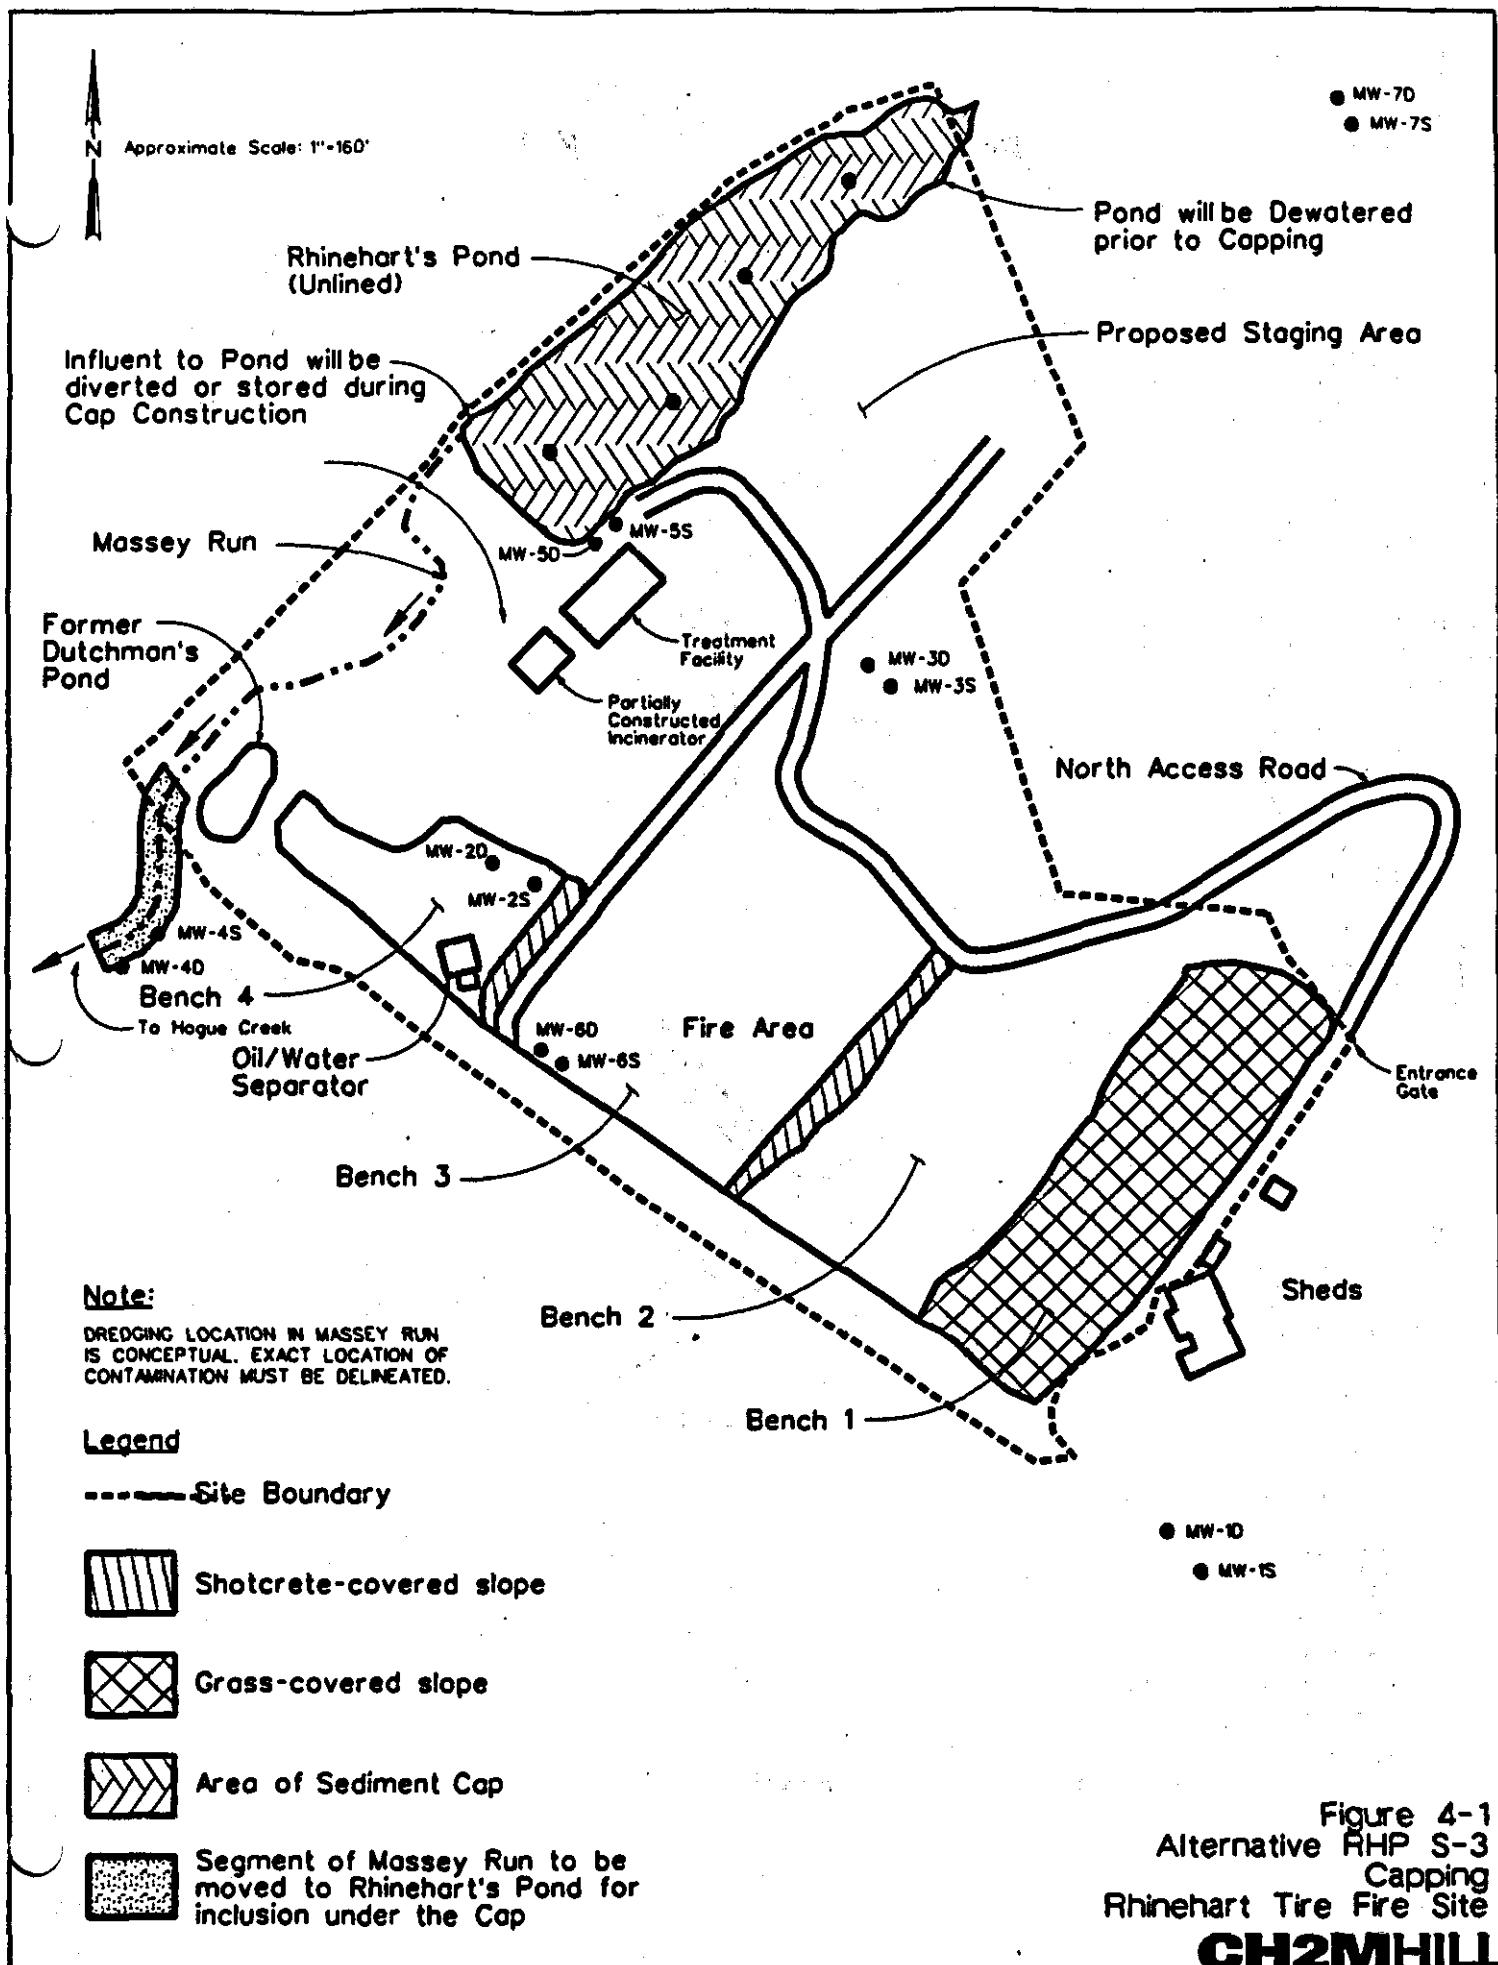 MW-7D
MW-7S
N
Approximate Scale: 1"-160'
Pond will be Dewatered
prior to Capping
Rhinehart's Pond
(Unlined)
Proposed Staging Area
Influent to Pond will be
diverted or stored during
Cap Construction
MW-5S
MW-5D
Massey Run
Former
Dutchman's
Pond
Treatment
Facility
MW-3D
MW-3S
Partially
Constructed
Incinerator
North Access Road
MW-2D
MW-2S
MW-4S
MW-4D
Bench 4
To Hogue Creek
Oil/Water
Separator
MW-6D
MW-6S
Fire Area
Entrance
Gate
Bench 3
Sheds
Bench 2
Bench 1
Note:
DREDGING LOCATION IN MASSEY RUN
IS CONCEPTUAL. EXACT LOCATION OF
CONTAMINATION MUST BE DELINEATED.
Legend
Site Boundary
MW-1D
MW-1S
Shotcrete-covered slope
Grass-covered slope
Area of Sediment Cap
Segment of Massey Run to be
moved to Rhinehart's Pond for
inclusion under the Cap
Figure 4-1
Alternative RHP S-3
Capping
Rhinehart Tire Fire Site
CH2MHILL